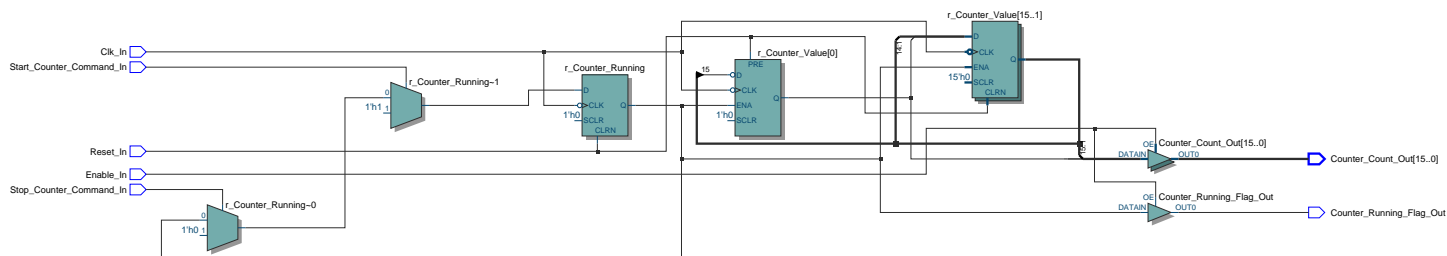 r_Counter_Value[15..1]
Clk_In
Start_Counter_Command_In
r_Counter_Running~1
0
1'h1
1
r_Counter_Running
D
CLK
1'h0
SCLR
CLRN
Q
r_Counter_Value[0]
PRE
15
D
CLK
ENA
1'h0
SCLR
Q
14:1
D
CLK
ENA
15'h0
SCLR
CLRN
Q
Reset_In
Enable_In
Stop_Counter_Command_In
r_Counter_Running~0
0
1'h0
1
Counter_Count_Out[15..0]
OE
DATAIN
OUT0
Counter_Count_Out[15..0]
Counter_Running_Flag_Out
OE
DATAIN
OUT0
Counter_Running_Flag_Out